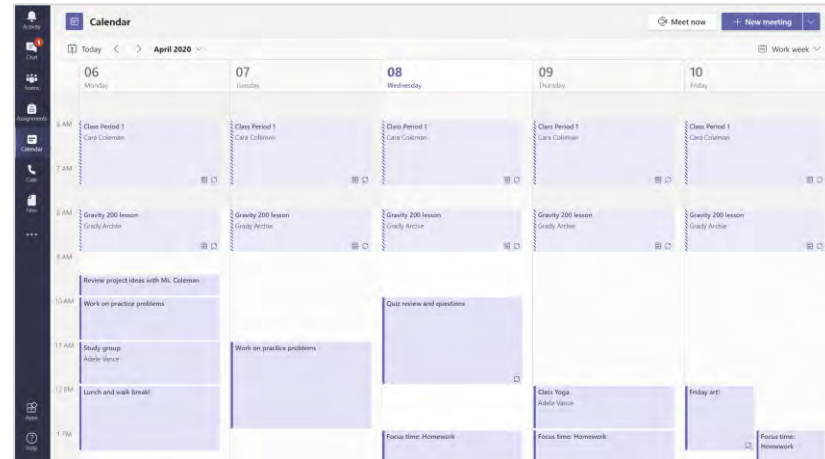 Activity
Calendar
Meet now
+ New meeting
1
Chat
Today
April 2020
Work week
Teams
06
Monday
07
Tuesday
08
Wednesday
09
Thursday
10
Friday
Assignments
Calendar
Calls
Files
...
6 AM
7 AM
8 AM
9 AM
10 AM
11 AM
12 PM
1 PM
Class Period 1
Cara Coleman
Gravity 200 lesson
Grady Archie
Review project ideas with Ms. Coleman
Work on practice problems
Study group
Adele Vance
Lunch and walk break!
Class Period 1
Cara Coleman
Gravity 200 lesson
Grady Archie
Work on practice problems
Class Period 1
Cara Coleman
Gravity 200 lesson
Grady Archie
Quiz review and questions
Focus time: Homework
Class Period 1
Cara Coleman
Gravity 200 lesson
Grady Archie
Class Yoga
Adele Vance
Focus time: Homework
Class Period 1
Cara Coleman
Gravity 200 lesson
Grady Archie
Friday art!
Focus time:
Homework
Apps
Help